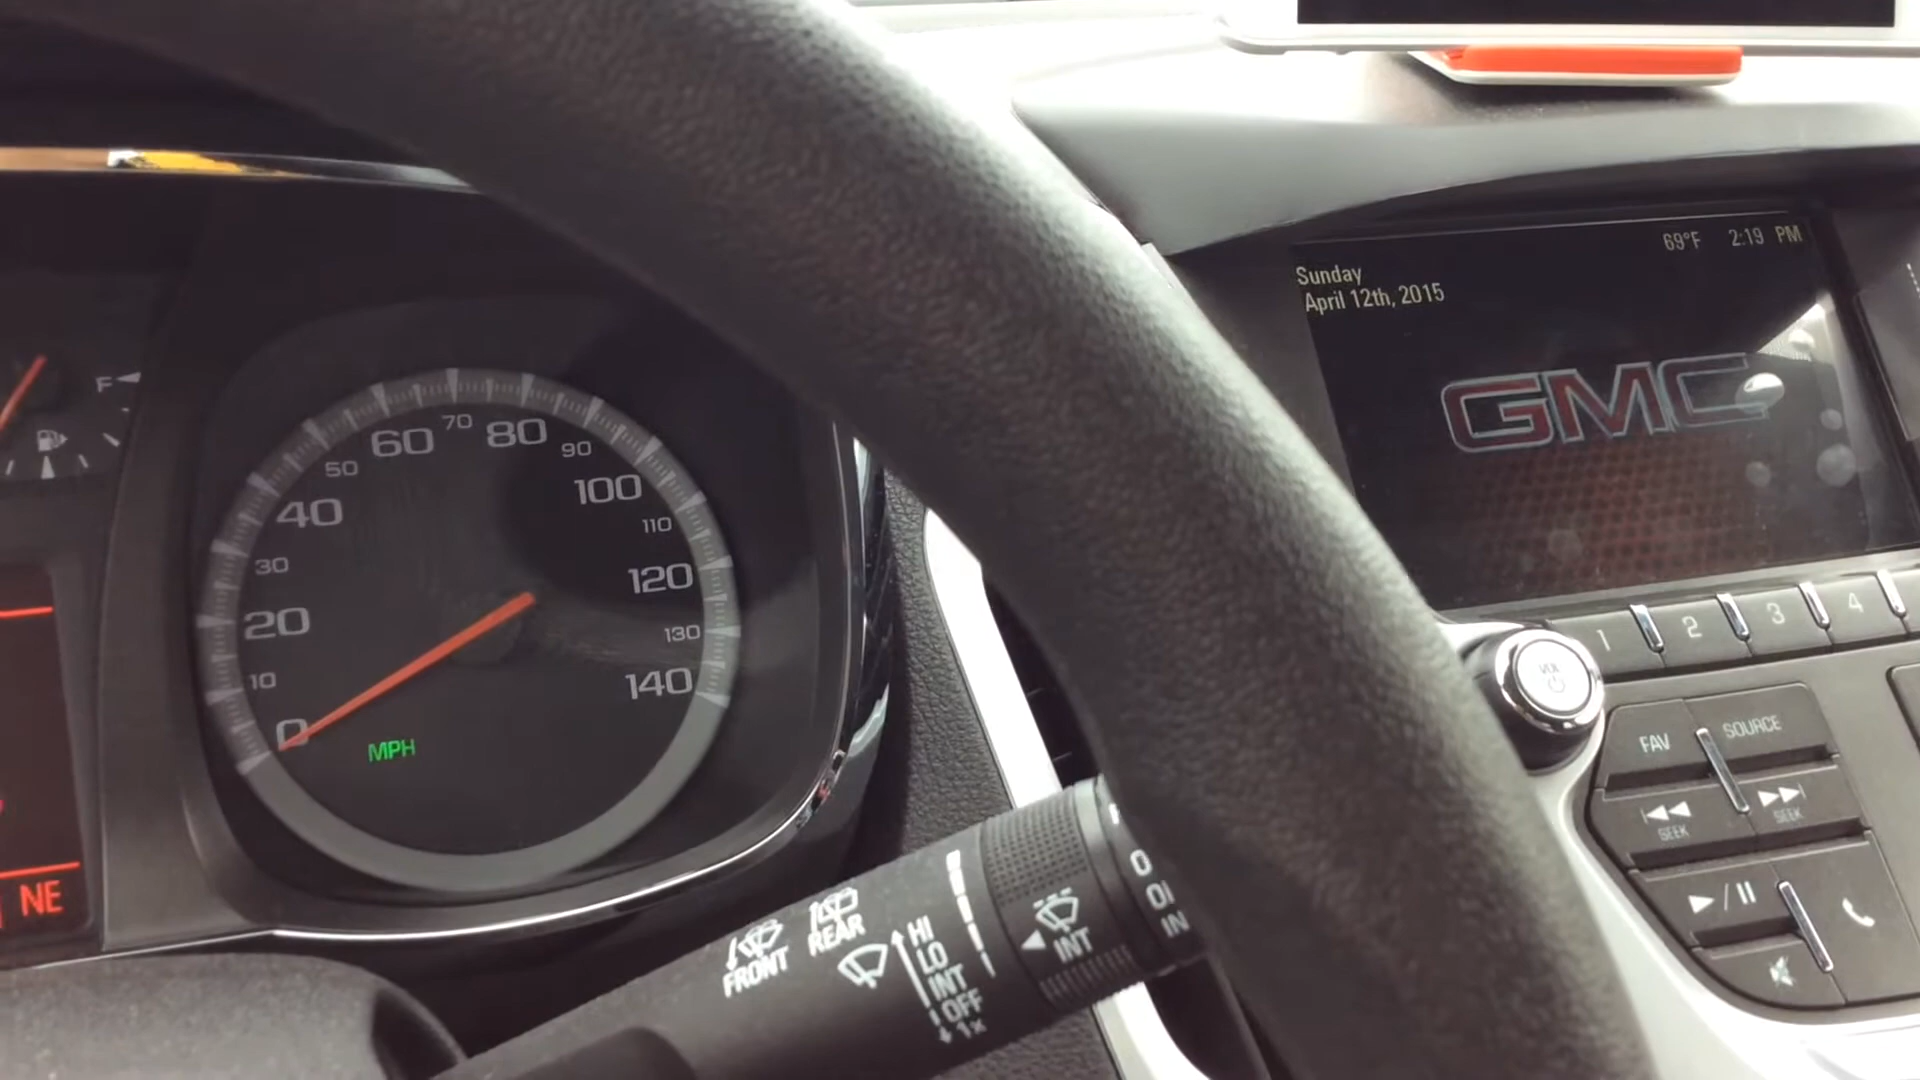 69°F 2:19 PM
Sunday
April 12th, 2015
GMC
F
60 70 80
50 90
40 100
110
30
120
20
130
10
140
0
MPH
NE
1 2 3 4
FAV SOURCE
SEEK SEEK
FRONT
REAR
HI
LO
INT
OFF
1x
INT